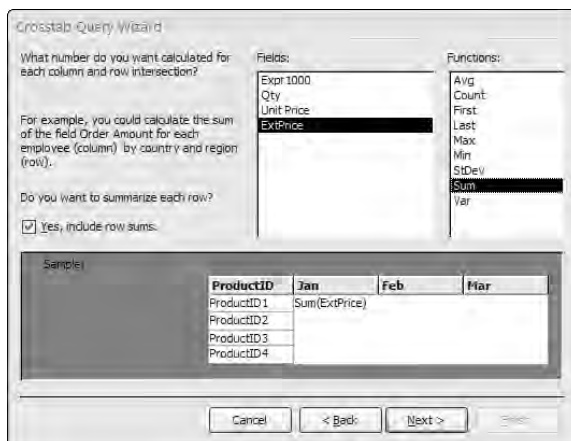 Crosstab Query Wizard
What number do you want calculated for
each column and row intersection?
For example, you could calculate the sum
of the field Order Amount for each
employee (column) by country and region
(row).
Do you want to summarize each row?
Yes, include row sums.
Fields:
Expr1000
Qty
Unit Price
ExtPrice
Functions:
Avg
Count
First
Last
Max
Min
StDev
Sum
Var
Sample:
ProductID Jan Feb Mar
ProductID1 Sum(ExtPrice)
ProductID2
ProductID3
ProductID4
Cancel < Back Next > Finish